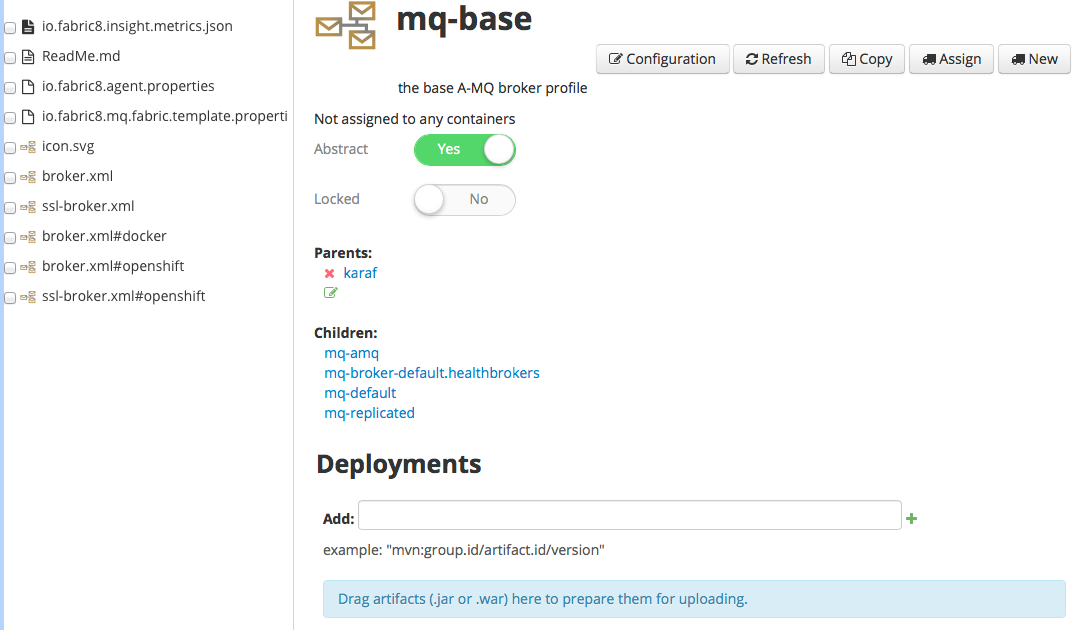 io.fabric8.insight.metrics.json
ReadMe.md
io.fabric8.agent.properties
io.fabric8.mq.fabric.template.properti
icon.svg
broker.xml
ssl-broker.xml
broker.xml#docker
broker.xml#openshift
ssl-broker.xml#openshift
mq-base
Configuration Refresh Copy Assign New
the base A-MQ broker profile
Not assigned to any containers
Abstract Yes
Locked No
Parents:
karaf
Children:
mq-amq
mq-broker-default.healthbrokers
mq-default
mq-replicated
Deployments
Add:
example: "mvn:group.id/artifact.id/version"
Drag artifacts (.jar or .war) here to prepare them for uploading.